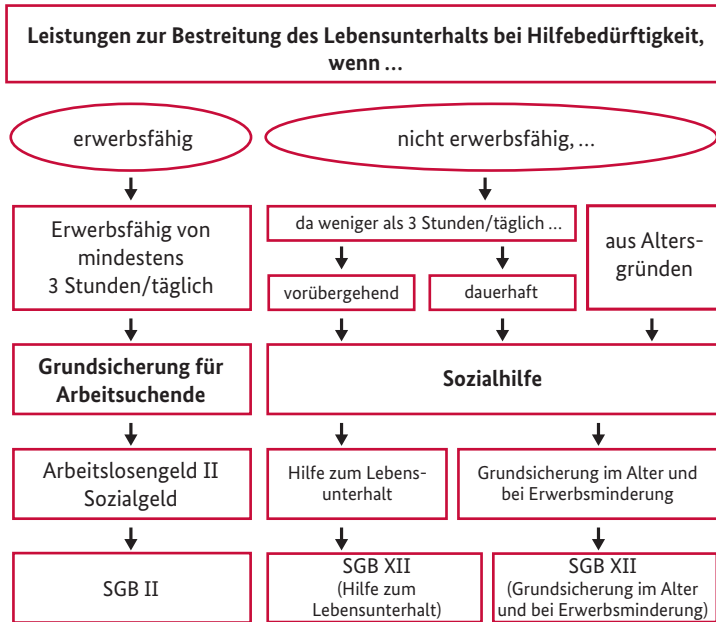 Leistungen zur Bestreitung des Lebensunterhalts bei Hilfebedürftigkeit,
wenn ...
erwerbsfähig
nicht erwerbsfähig, ...
Erwerbsfähig von
mindestens
3 Stunden/täglich
da weniger als 3 Stunden/täglich ...
aus Alters-
gründen
vorübergehend
dauerhaft
Grundsicherung für
Arbeitsuchende
Sozialhilfe
Arbeitslosengeld II
Sozialgeld
Hilfe zum Lebens-
unterhalt
Grundsicherung im Alter und
bei Erwerbsminderung
SGB II
SGB XII
(Hilfe zum
Lebensunterhalt)
SGB XII
(Grundsicherung im Alter
und bei Erwerbsminderung)